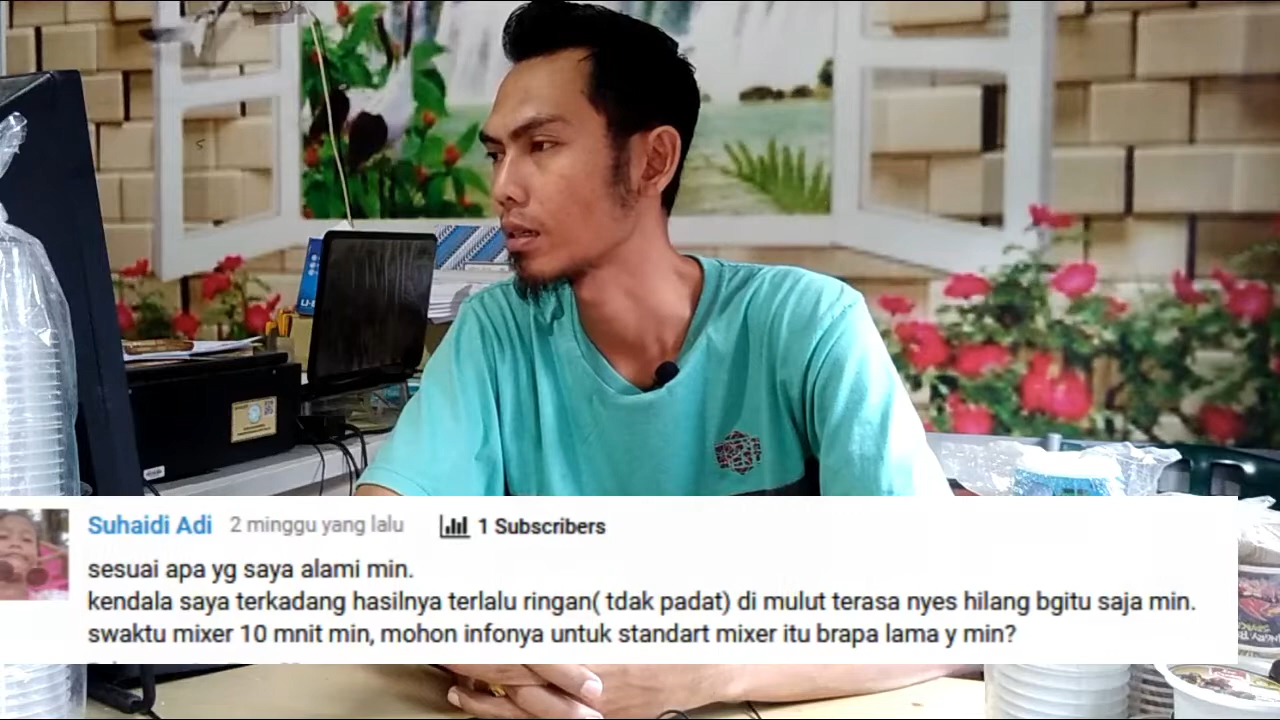 Suhaidi Adi 2 minggu yang lalu 1 Subscribers
sesuai apa yg saya alami min.
kendala saya terkadang hasilnya terlalu ringan( tdak padat) di mulut terasa nyes hilang bgitu saja min.
swaktu mixer 10 mnit min, mohon infonya untuk standart mixer itu brapa lama y min?